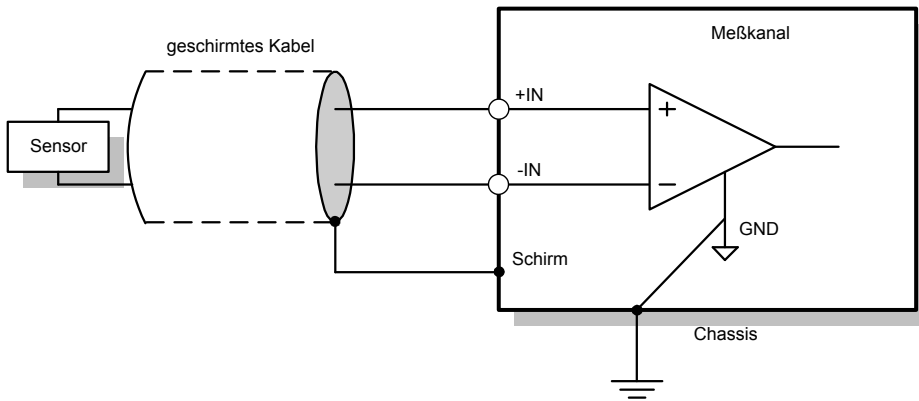 Meßkanal
geschirmtes Kabel
+IN
+
Sensor
-IN
−
GND
Schirm
Chassis